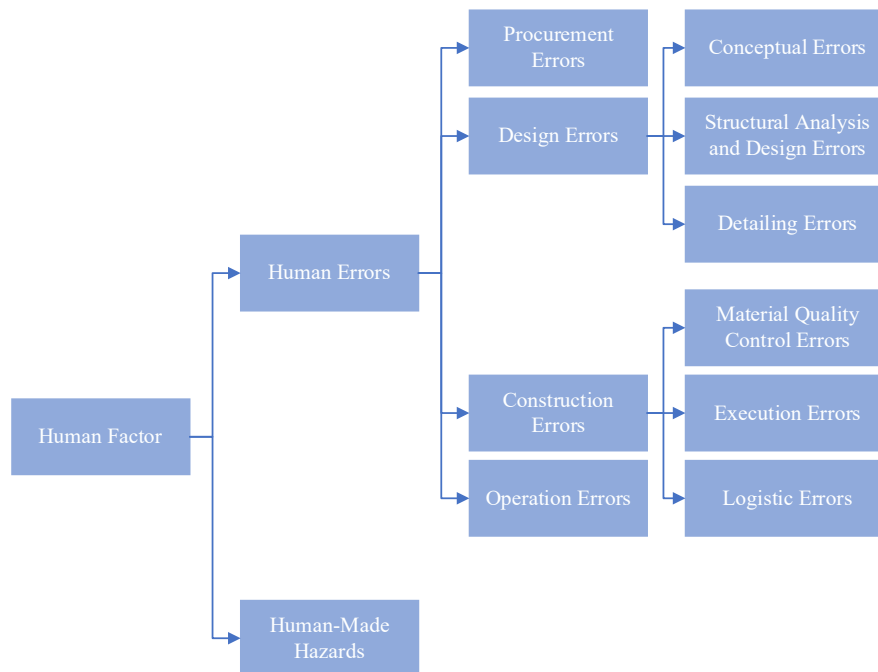 Procurement
Errors
Conceptual Errors
Design Errors
Structural Analysis
and Design Errors
Detailing Errors
Human Errors
Material Quality
Control Errors
Construction
Errors
Execution Errors
Human Factor
Operation Errors
Logistic Errors
Human-Made
Hazards